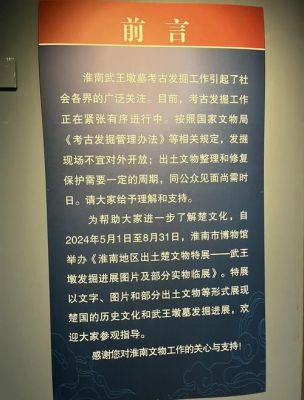 前言
淮南武王墩墓考古发掘工作引起了社
会各界的广泛关注。目前，考古发掘工作
正在紧张有序进行中。按照国家文物局
《考古发掘管理办法》等相关规定，发掘
现场不宜对外开放；出土文物整理和修复
保护需要一定的周期，同公众见面尚需时
日。请大家给予理解和支持。
为帮助大家进一步了解楚文化，自
2024年5月1日至8月31日，淮南市博物馆
举办《淮南地区出土楚文物特展——武王
墩发掘进展图片及部分实物临展》。特展
以文字、图片和部分出土文物等形式展现
楚国的历史文化和武王墩墓发掘进展，欢
迎大家参观指导。
感谢您对淮南文物工作的关心与支持！